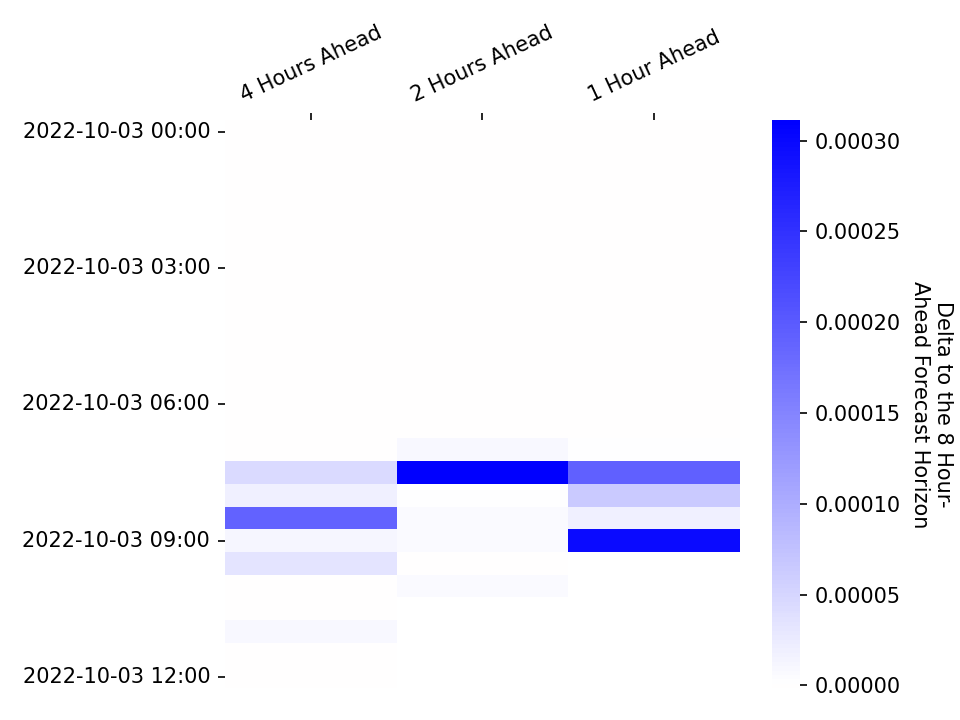 4 Hours Ahead
2 Hours Ahead
1 Hour Ahead
2022-10-03 00:00
2022-10-03 03:00
2022-10-03 06:00
2022-10-03 09:00
2022-10-03 12:00
0.00030
0.00025
0.00020
0.00015
0.00010
0.00005
0.00000
Delta to the 8 Hour-
Ahead Forecast Horizon